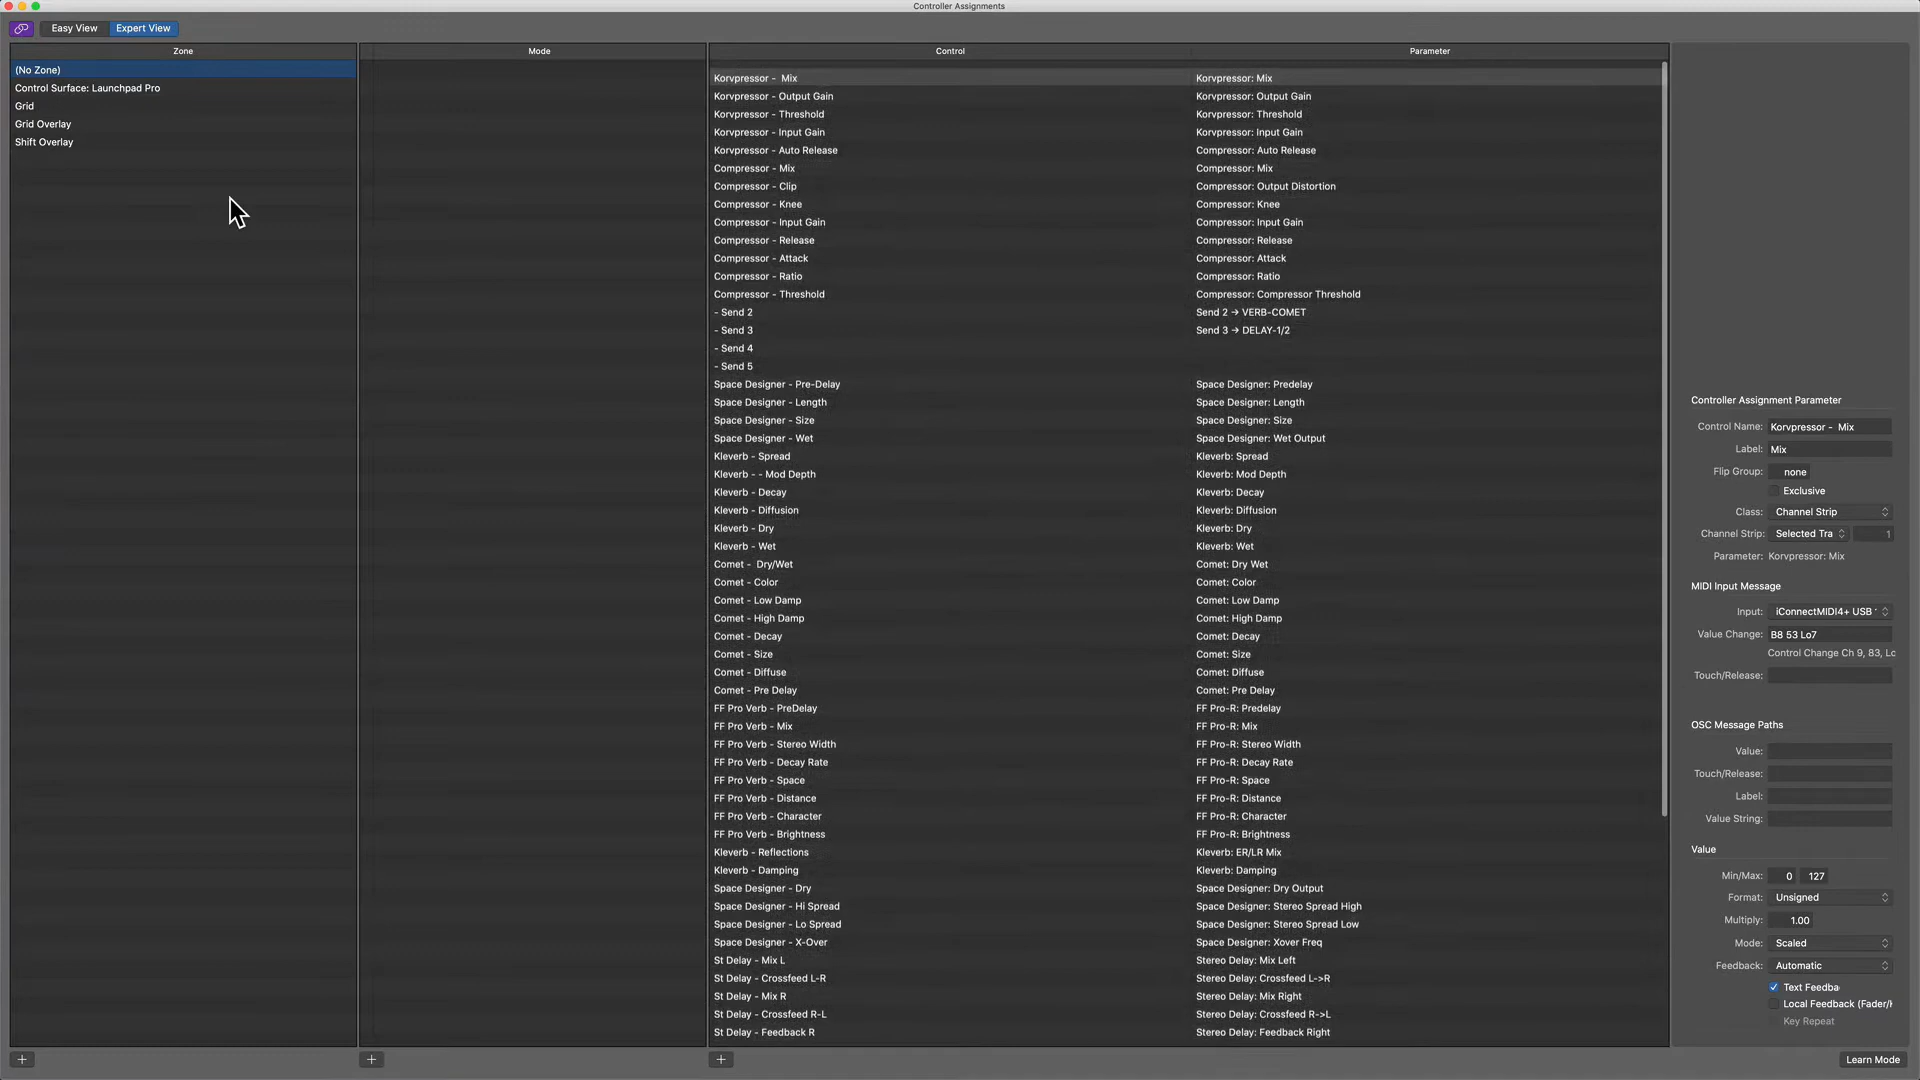 Controller Assignments
Easy View
Expert View
Zone
Mode
Control
Parameter
(No Zone)
Control Surface: Launchpad Pro
Grid
Grid Overlay
Shift Overlay
Korvpressor -  Mix
Korvpressor: Mix
Korvpressor - Output Gain
Korvpressor: Output Gain
Korvpressor - Threshold
Korvpressor: Threshold
Korvpressor - Input Gain
Korvpressor: Input Gain
Korvpressor - Auto Release
Compressor: Auto Release
Compressor - Mix
Compressor: Mix
Compressor - Clip
Compressor: Output Distortion
Compressor - Knee
Compressor: Knee
Compressor - Input Gain
Compressor: Input Gain
Compressor - Release
Compressor: Release
Compressor - Attack
Compressor: Attack
Compressor - Ratio
Compressor: Ratio
Compressor - Threshold
Compressor: Compressor Threshold
- Send 2
Send 2 → VERB-COMET
- Send 3
Send 3 → DELAY-1/2
- Send 4
- Send 5
Space Designer - Pre-Delay
Space Designer: Predelay
Space Designer - Length
Space Designer: Length
Space Designer - Size
Space Designer: Size
Space Designer - Wet
Space Designer: Wet Output
Kleverb - Spread
Kleverb: Spread
Kleverb - - Mod Depth
Kleverb: Mod Depth
Kleverb - Decay
Kleverb: Decay
Kleverb - Diffusion
Kleverb: Diffusion
Kleverb - Dry
Kleverb: Dry
Kleverb - Wet
Kleverb: Wet
Comet -  Dry/Wet
Comet: Dry Wet
Comet - Color
Comet: Color
Comet - Low Damp
Comet: Low Damp
Comet - High Damp
Comet: High Damp
Comet - Decay
Comet: Decay
Comet - Size
Comet: Size
Comet - Diffuse
Comet: Diffuse
Comet - Pre Delay
Comet: Pre Delay
FF Pro Verb - PreDelay
FF Pro-R: Predelay
FF Pro Verb - Mix
FF Pro-R: Mix
FF Pro Verb - Stereo Width
FF Pro-R: Stereo Width
FF Pro Verb - Decay Rate
FF Pro-R: Decay Rate
FF Pro Verb - Space
FF Pro-R: Space
FF Pro Verb - Distance
FF Pro-R: Distance
FF Pro Verb - Character
FF Pro-R: Character
FF Pro Verb - Brightness
FF Pro-R: Brightness
Kleverb - Reflections
Kleverb: ER/LR Mix
Kleverb - Damping
Kleverb: Damping
Space Designer - Dry
Space Designer: Dry Output
Space Designer - Hi Spread
Space Designer: Stereo Spread High
Space Designer - Lo Spread
Space Designer: Stereo Spread Low
Space Designer - X-Over
Space Designer: Xover Freq
St Delay - Mix L
Stereo Delay: Mix Left
St Delay - Crossfeed L-R
Stereo Delay: Crossfeed L->R
St Delay - Mix R
Stereo Delay: Mix Right
St Delay - Crossfeed R-L
Stereo Delay: Crossfeed R->L
St Delay - Feedback R
Stereo Delay: Feedback Right
Controller Assignment Parameter
Control Name: Korvpressor -  Mix
Label: Mix
Flip Group: none
Exclusive
Class: Channel Strip
Channel Strip: Selected Tra 1
Parameter: Korvpressor: Mix
MIDI Input Message
Input: iConnectMIDI4+ USB
Value Change: B8 53 Lo7
Control Change Ch 9, 83, Lo
Touch/Release:
OSC Message Paths
Value:
Touch/Release:
Label:
Value String:
Value
Min/Max: 0 127
Format: Unsigned
Multiply: 1.00
Mode: Scaled
Feedback: Automatic
Text Feedba
Local Feedback (Fader/
Key Repeat
+
+
+
Learn Mode